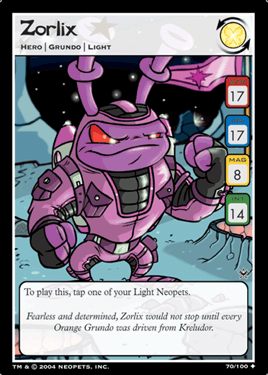 Zorlix
HERO | GRUNDO | LIGHT
17
17
MAG
8
INT
14
To play this, tap one of your Light Neopets.
Fearless and determined, Zorlix would not stop until every
Orange Grundo was driven from Kreludor.
TM & © 2004 NEOPETS, INC.
70/100